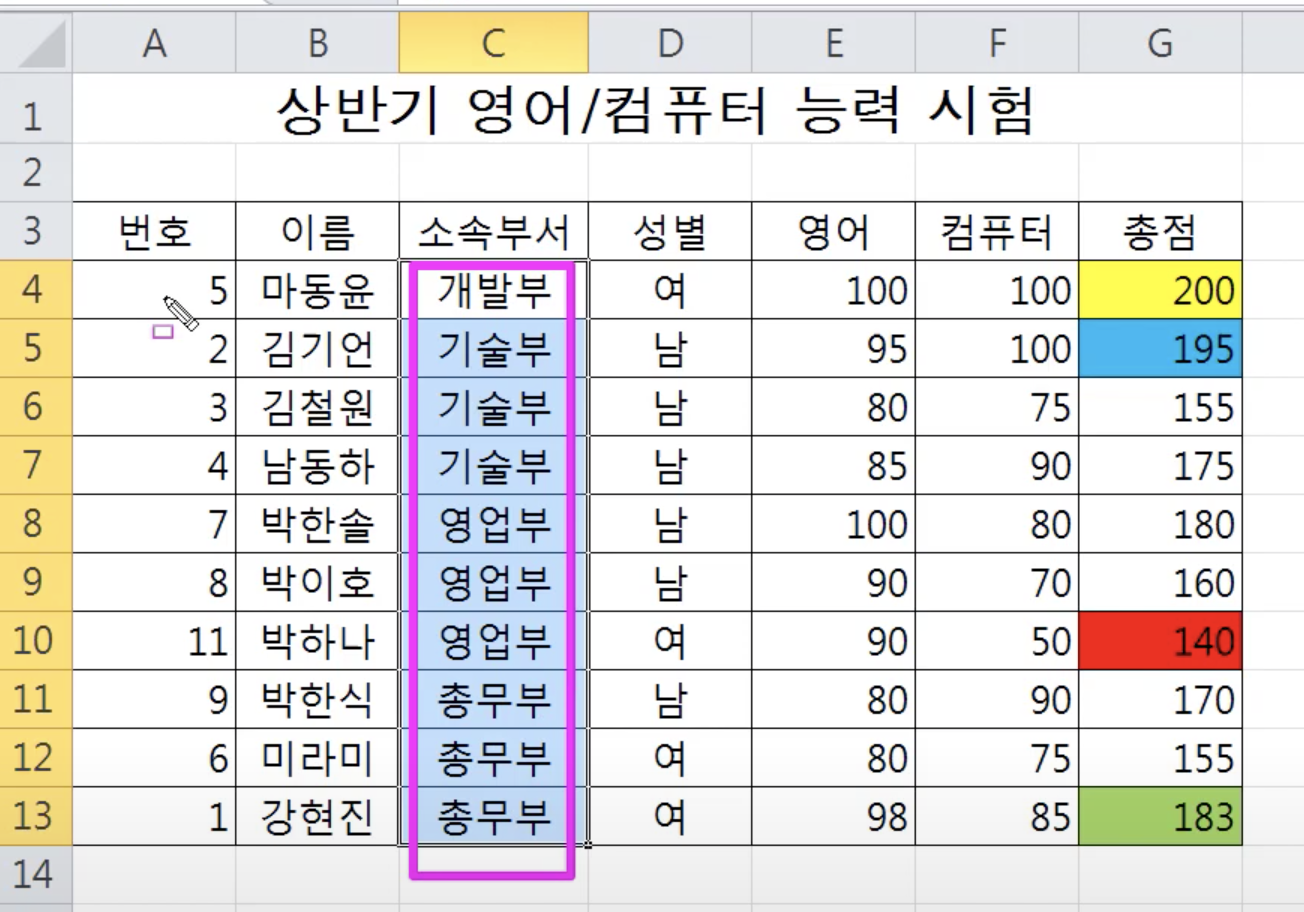 A B C D E F G
1 상반기 영어/컴퓨터 능력 시험
2
3 번호 이름 소속부서 성별 영어 컴퓨터 총점
4 5 마동윤 개발부 여 100 100 200
5 2 김기언 기술부 남 95 100 195
6 3 김철원 기술부 남 80 75 155
7 4 남동하 기술부 남 85 90 175
8 7 박한솔 영업부 남 100 80 180
9 8 박이호 영업부 남 90 70 160
10 11 박하나 영업부 여 90 50 140
11 9 박한식 총무부 남 80 90 170
12 6 미라미 총무부 여 80 75 155
13 1 강현진 총무부 여 98 85 183
14